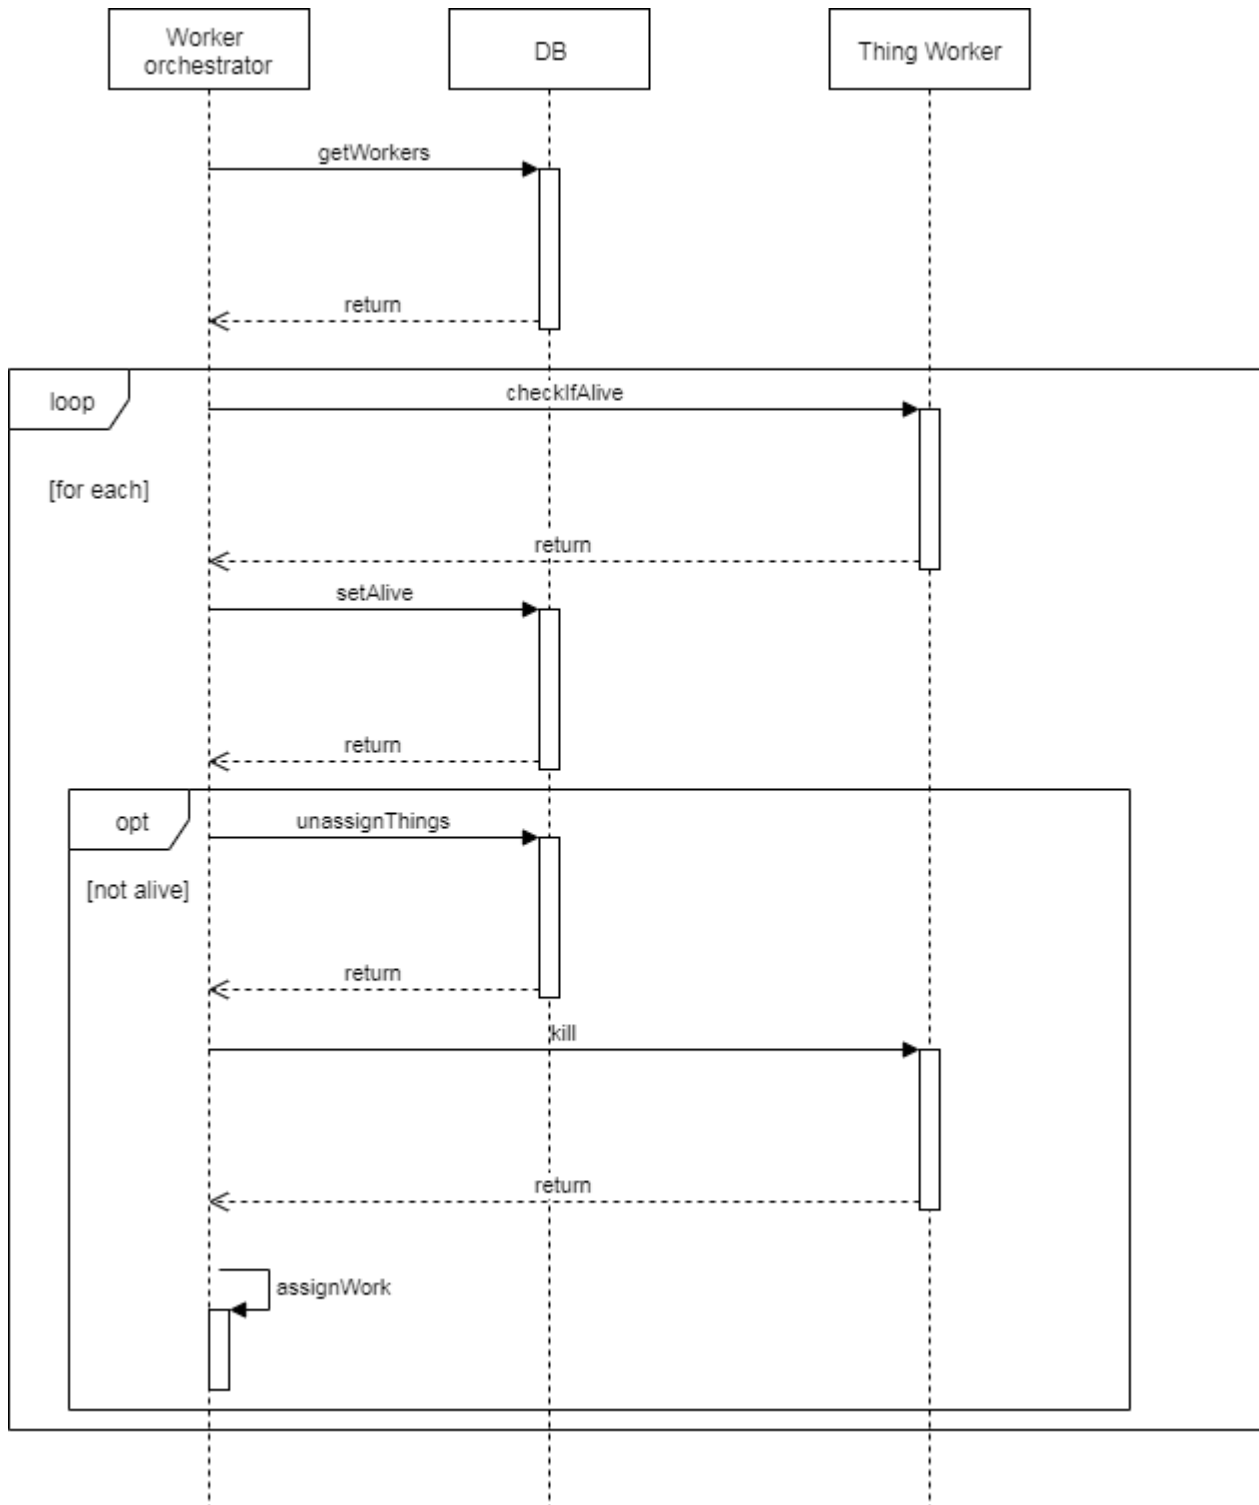 Worker
orchestrator
DB
Thing Worker
getWorkers
return
loop
checkIfAlive
[for each]
return
setAlive
return
opt
unassignThings
[not alive]
return
kill
return
assignWork